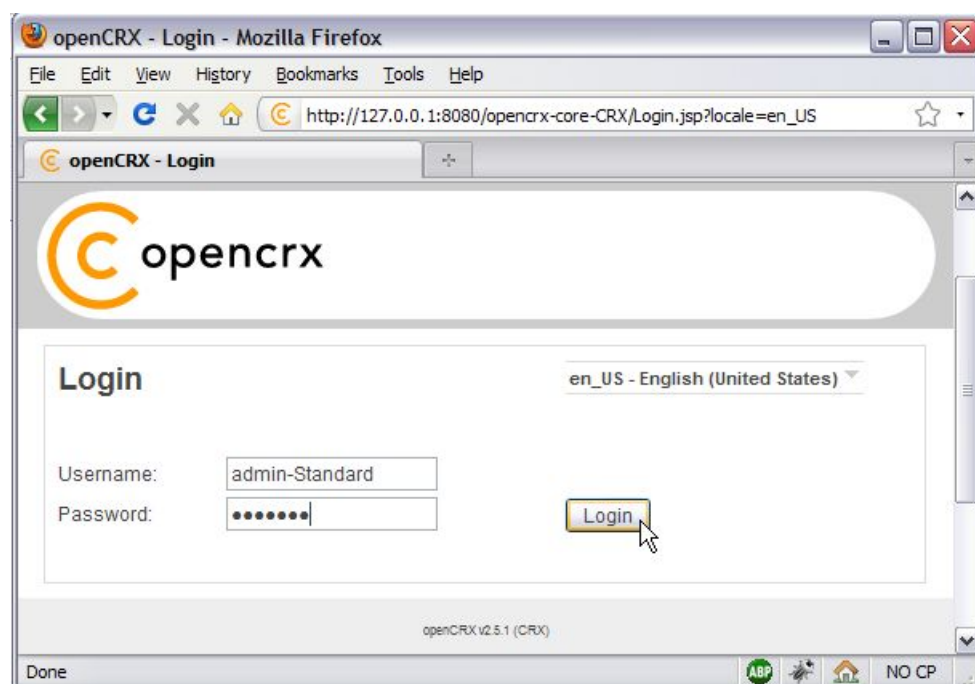 openCRX - Login - Mozilla Firefox
File Edit View History Bookmarks Tools Help
http://127.0.0.1:8080/opencrx-core-CRX/Login.jsp?locale=en_US
openCRX - Login
opencrx
Login
en_US - English (United States)
Username: admin-Standard
Password: •••••••
Login
openCRX v2.5.1 (CRX)
Done ABP NO CP